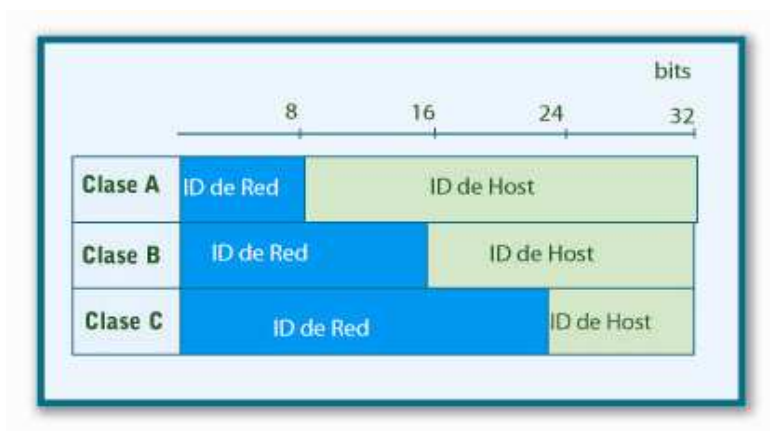 bits
8 16 24 32
Clase A ID de Red ID de Host
Clase B ID de Red ID de Host
Clase C ID de Red ID de Host